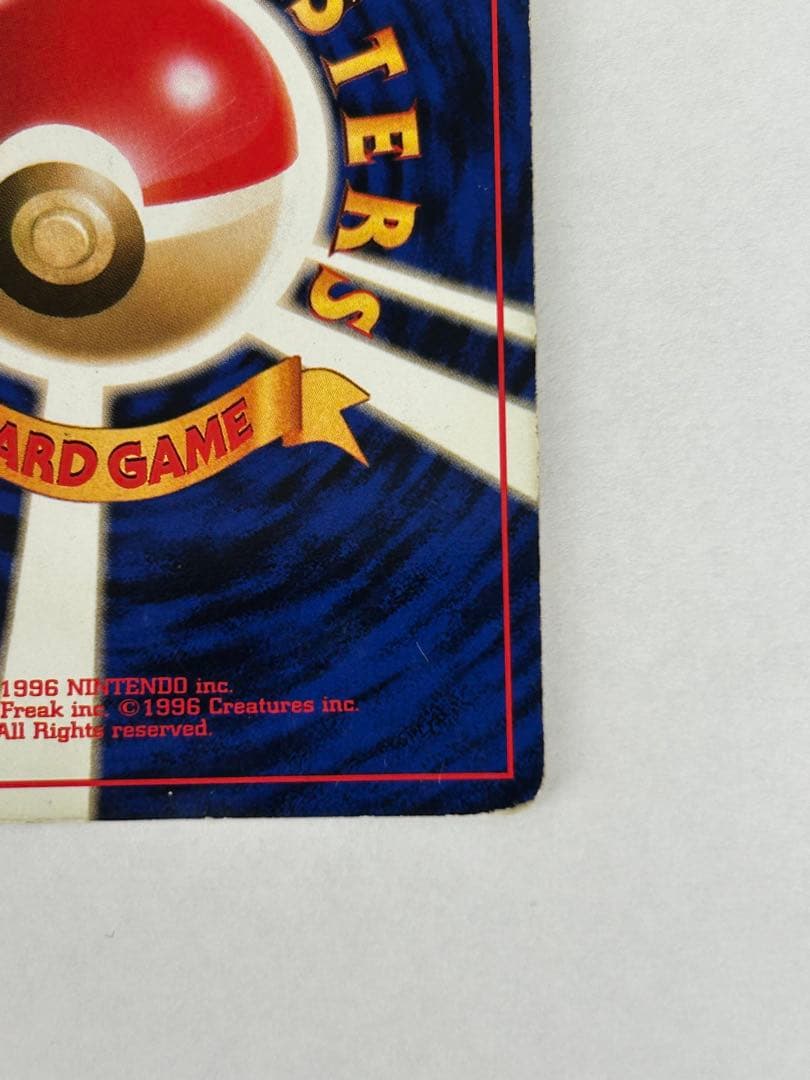 STERS
ARD GAME
1996 NINTENDO inc.
Freak inc. ©1996 Creatures inc.
All Rights reserved.